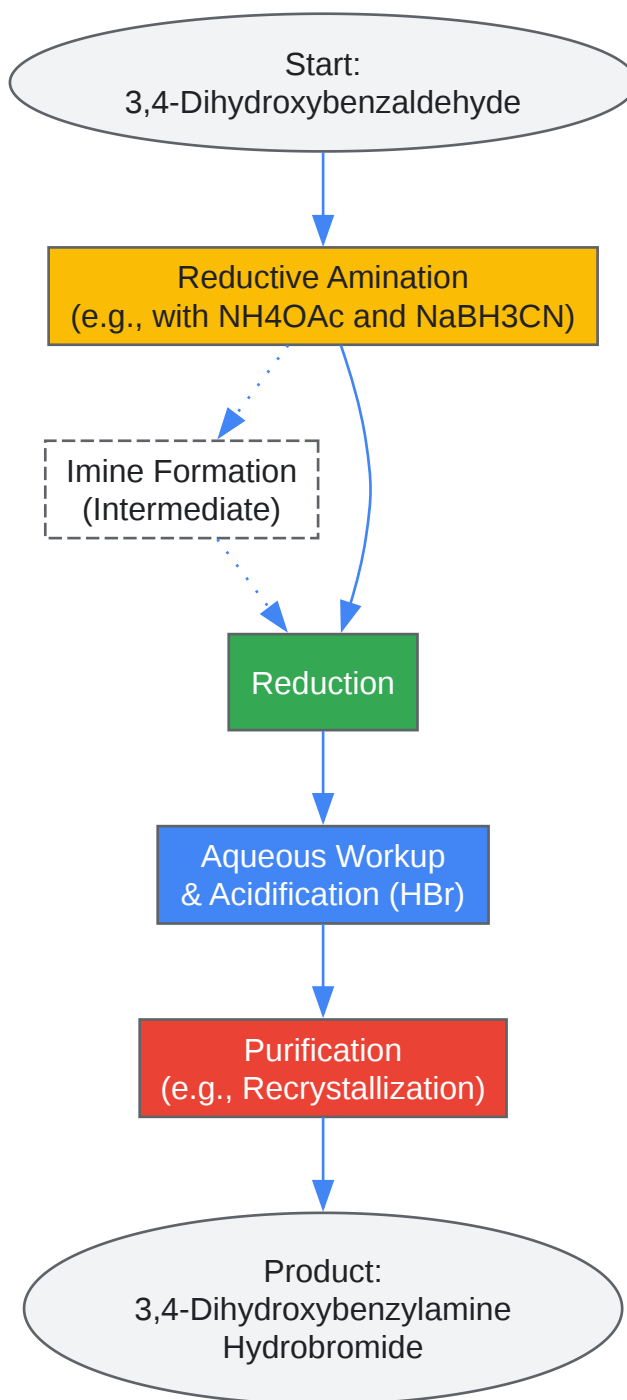 Start:
3,4-Dihydroxybenzaldehyde
Reductive Amination
(e.g., with NH4OAc and NaBH3CN)
Imine Formation
(Intermediate)
Reduction
Aqueous Workup
& Acidification (HBr)
Purification
(e.g., Recrystallization)
Product:
3,4-Dihydroxybenzylamine
Hydrobromide